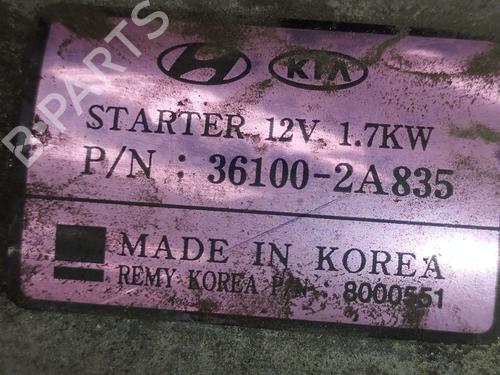 KIA
STARTER 12V 1.7KW
P/N : 36100-2A835
MADE IN KOREA
REMY KOREA P/N : 8000551
B-PARTS